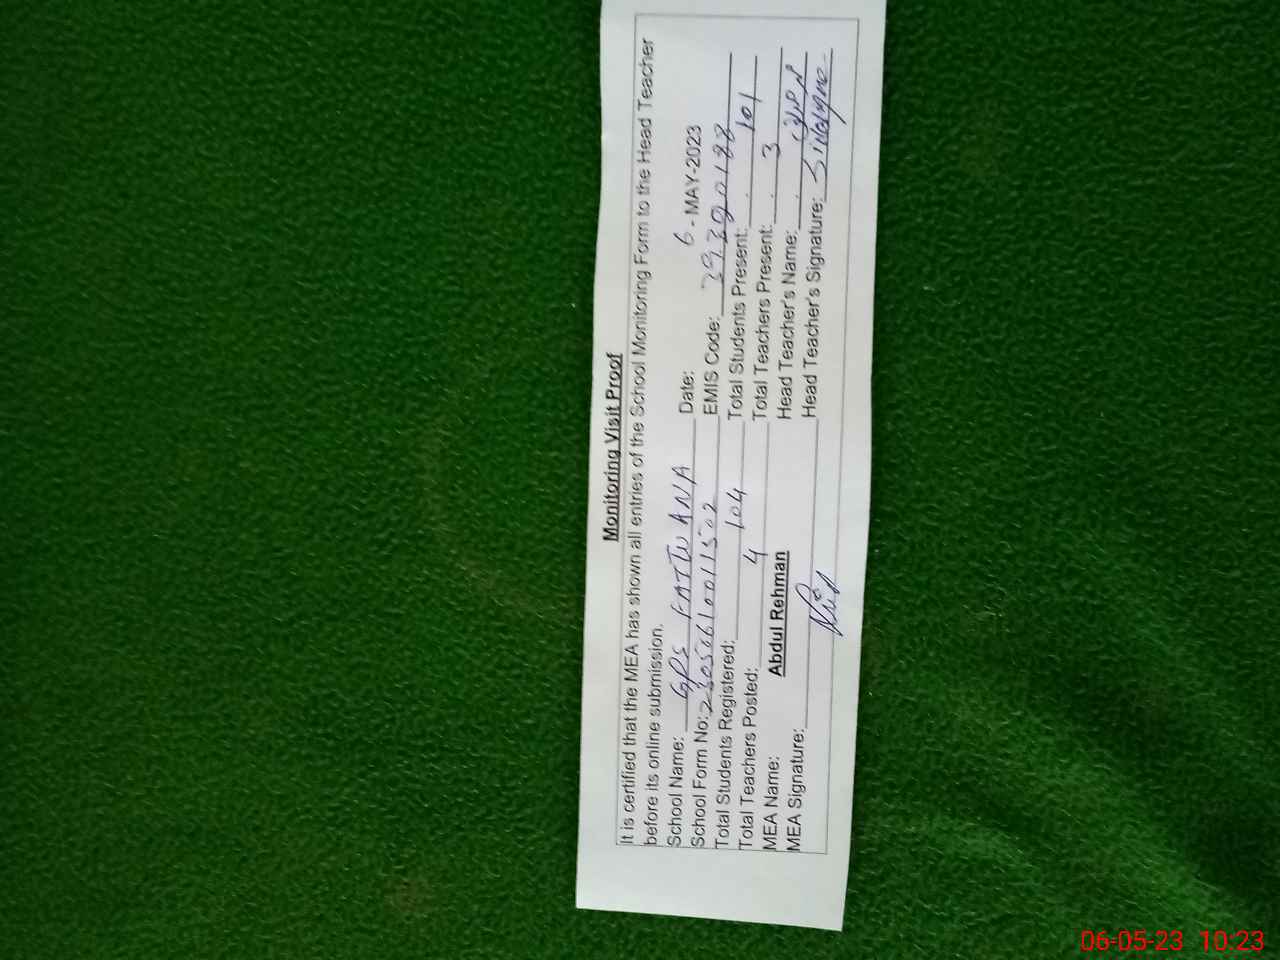 Monitoring Visit Proof
It is certified that the MEA has shown all entries of the School Monitoring Form to the Head Teacher
before its online submission.
School Name: GPS FATWANA Date: 6 - MAY-2023
School Form No: 23050610011502 EMIS Code: 39320188
Total Students Registered: 104 Total Students Present: 101
Total Teachers Posted: 4 Total Teachers Present: 3
MEA Name: Abdul Rehman Head Teacher's Name:
MEA Signature: Head Teacher's Signature:
06-05-23 10:23